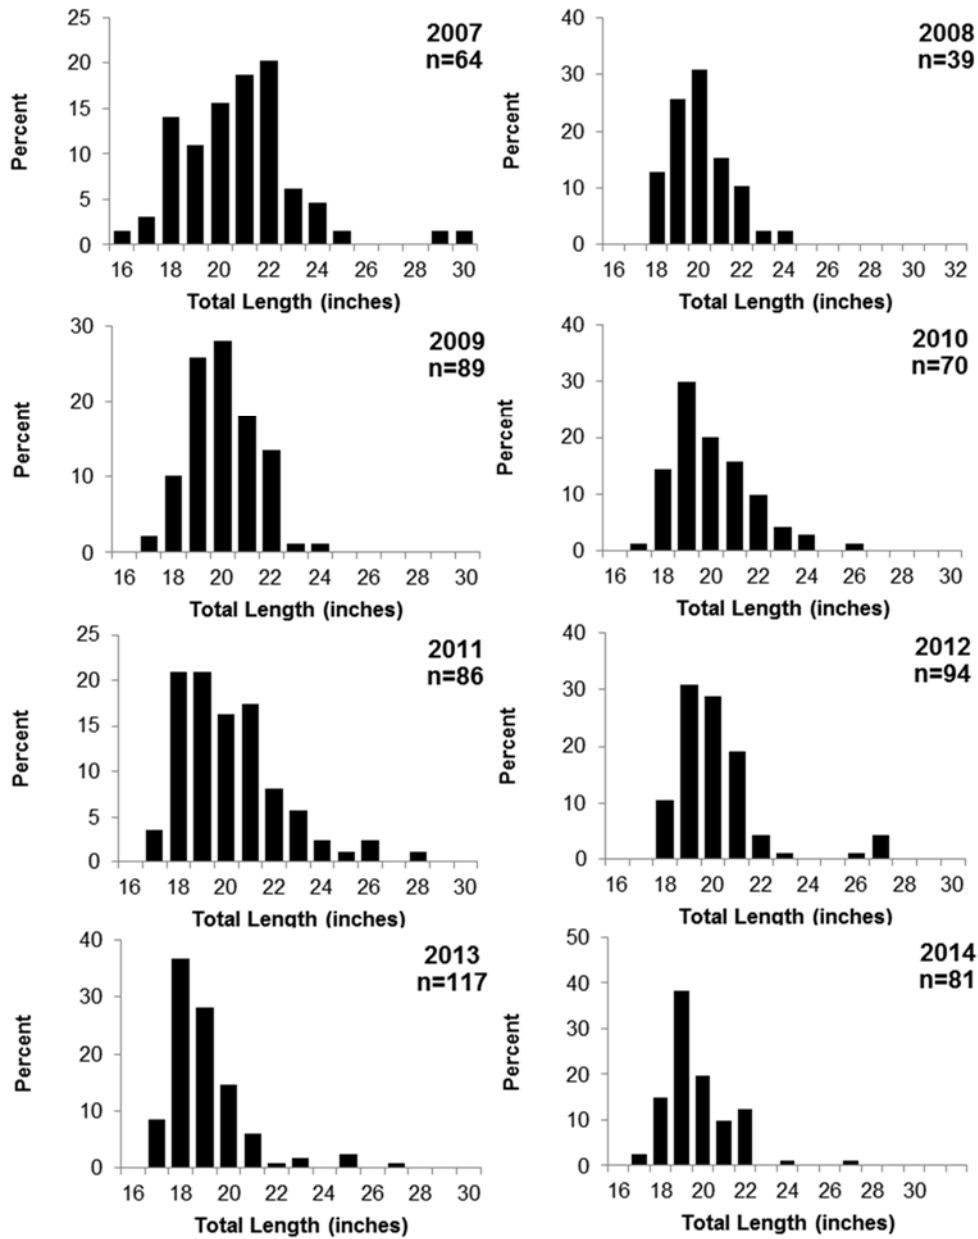 2007
n=64
Percent
25
20
15
10
5
0
16 18 20 22 24 26 28 30
Total Length (inches)
2008
n=39
Percent
40
30
20
10
0
16 18 20 22 24 26 28 30 32
Total Length (inches)
2009
n=89
Percent
30
20
10
0
16 18 20 22 24 26 28 30
Total Length (inches)
2010
n=70
Percent
40
30
20
10
0
16 18 20 22 24 26 28 30
Total Length (inches)
2011
n=86
Percent
25
20
15
10
5
0
16 18 20 22 24 26 28 30
Total Length (inches)
2012
n=94
Percent
40
30
20
10
0
16 18 20 22 24 26 28 30
Total Length (inches)
2013
n=117
Percent
40
30
20
10
0
16 18 20 22 24 26 28 30
Total Length (inches)
2014
n=81
Percent
50
40
30
20
10
0
16 18 20 22 24 26 28 30
Total Length (inches)